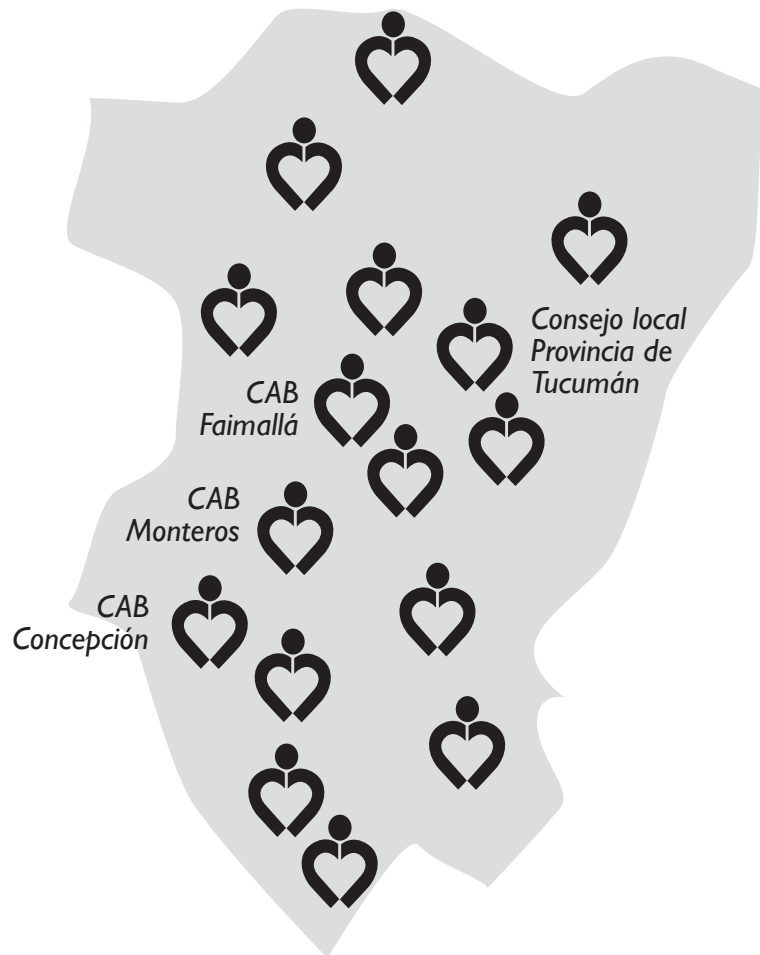 Consejo local
Provincia de
Tucumán
CAB
Faimallá
CAB
Monteros
CAB
Concepción